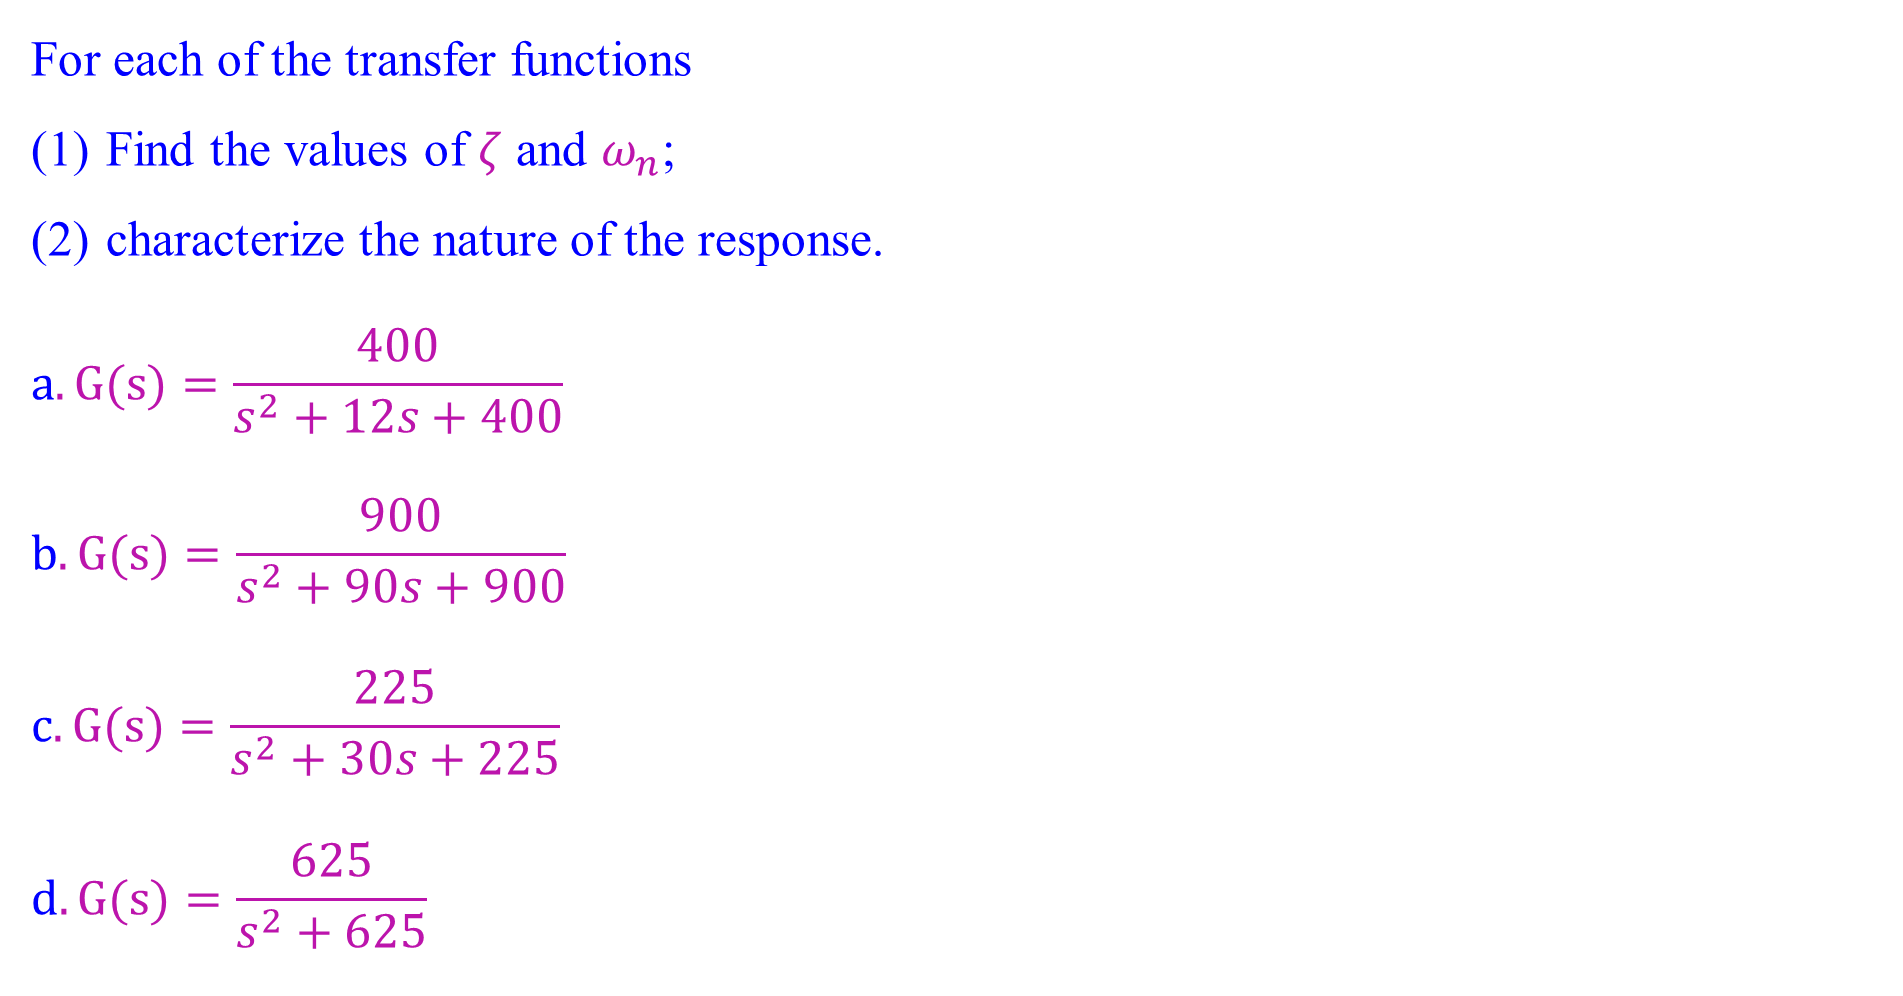 For each of the transfer functions
(1) Find the values of ζ and ωₙ;
(2) characterize the nature of the response.
a. G(s) = 400 / (s² + 12s + 400)
b. G(s) = 900 / (s² + 90s + 900)
c. G(s) = 225 / (s² + 30s + 225)
d. G(s) = 625 / (s² + 625)